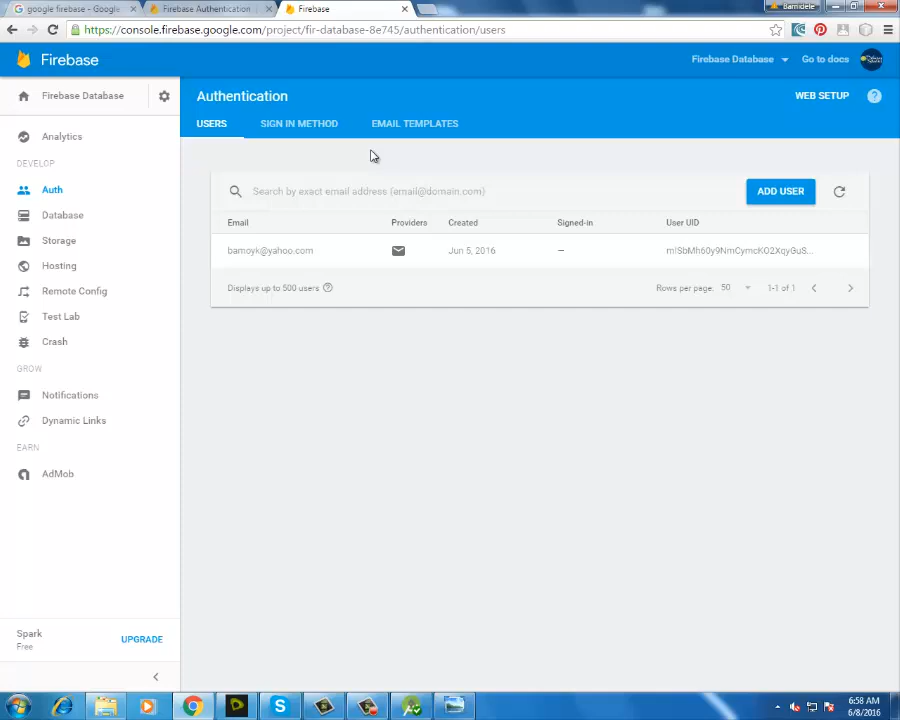 google firebase - Google
Firebase Authentication
Firebase
Bamidele
https://console.firebase.google.com/project/fir-database-8e745/authentication/users
Firebase
Firebase Database
Go to docs
Firebase Database
Authentication
WEB SETUP
USERS
SIGN IN METHOD
EMAIL TEMPLATES
Analytics
DEVELOP
Auth
Database
Storage
Hosting
Remote Config
Test Lab
Crash
GROW
Notifications
Dynamic Links
EARN
AdMob
Search by exact email address (email@domain.com)
ADD USER
Email
Providers
Created
Signed-in
User UID
bamoyk@yahoo.com
Jun 5, 2016
—
Displays up to 500 users
Rows per page: 50
1-1 of 1
Spark
Free
UPGRADE
6:58 AM
6/8/2016